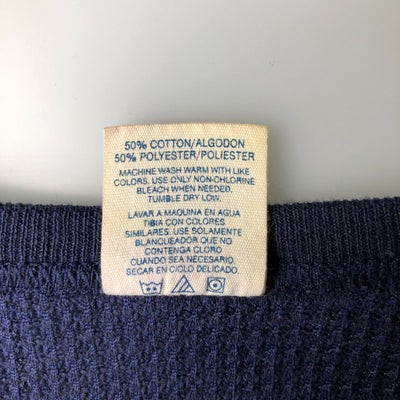 50% COTTON/ALGODON
50% POLYESTER/POLIESTER
MACHINE WASH WARM WITH LIKE
COLORS. USE ONLY NON-CHLORINE
BLEACH WHEN NEEDED.
TUMBLE DRY LOW.
LAVAR A MAQUINA EN AGUA
TIBIA CON COLORES
SIMILARES. USE SOLAMENTE
BLANQUEADOR QUE NO
CONTENGA CLORO
CUANDO SEA NECESARIO.
SECAR EN CICLO DELICADO.